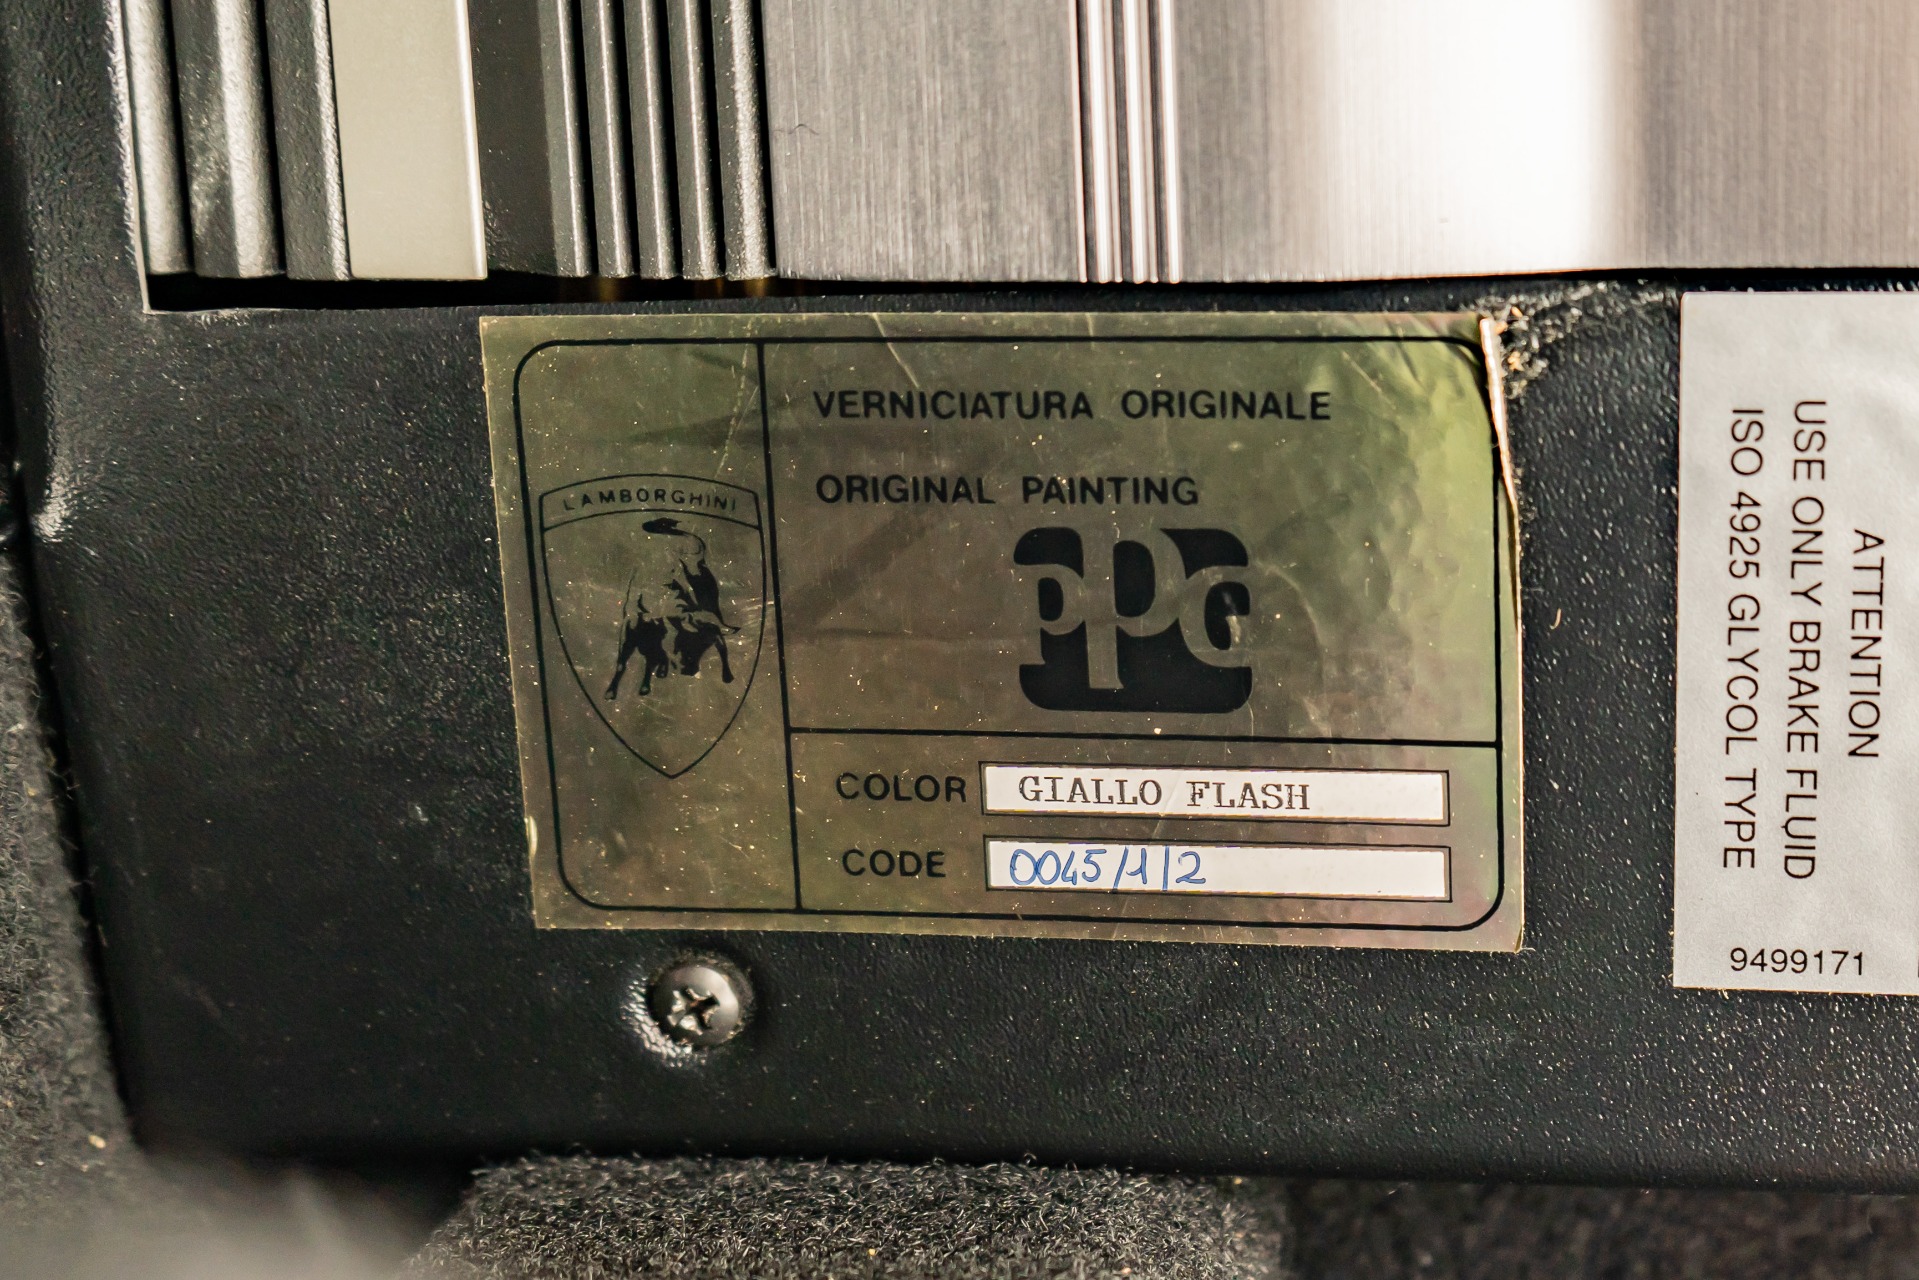 VERNICIATURA ORIGINALE
ORIGINAL PAINTING
LAMBORGHINI
ppg
COLOR GIALLO FLASH
CODE 0045/1/2
ATTENTION
USE ONLY BRAKE FLUID
ISO 4925 GLYCOL TYPE
9499171